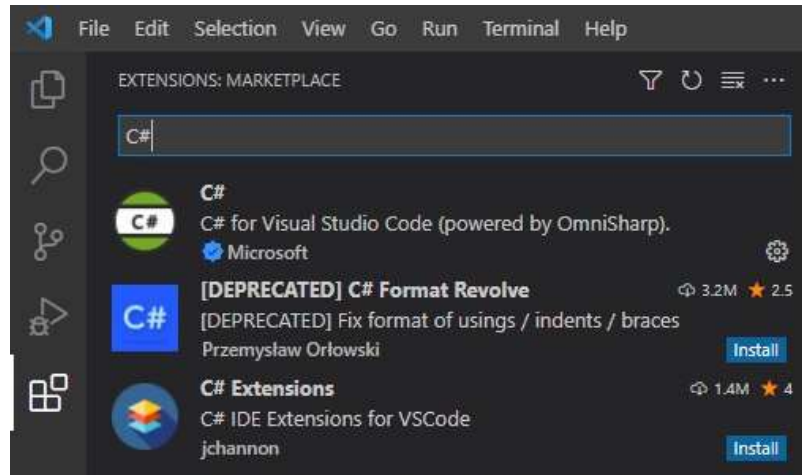 File Edit Selection View Go Run Terminal Help
EXTENSIONS: MARKETPLACE
C#
C#
C#
C# for Visual Studio Code (powered by OmniSharp).
Microsoft
C#
[DEPRECATED] C# Format Revolve 3.2M 2.5
[DEPRECATED] Fix format of usings / indents / braces
Przemysław Orłowski Install
C# Extensions 1.4M 4
C# IDE Extensions for VSCode
jchannon Install